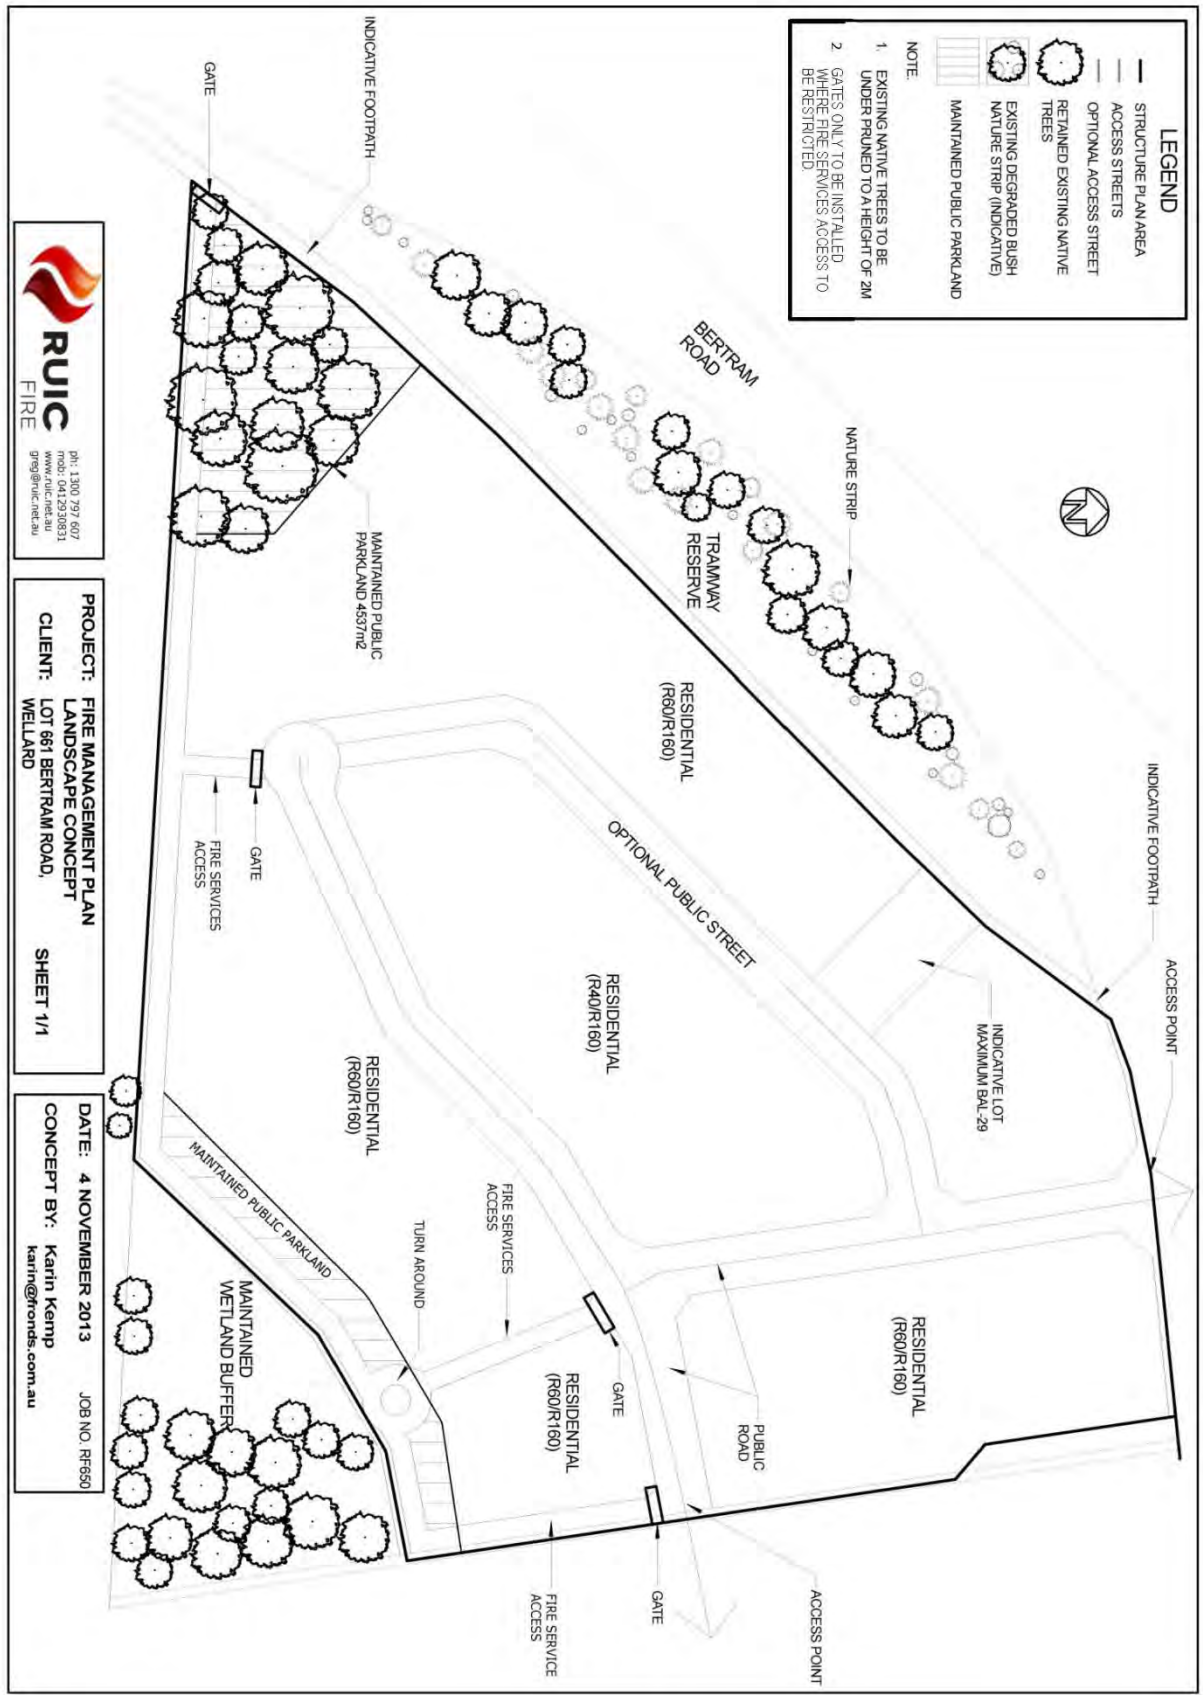 LEGEND
STRUCTURE PLAN AREA
ACCESS STREETS
OPTIONAL ACCESS STREET
RETAINED EXISTING NATIVE
TREES
EXISTING DEGRADED BUSH
NATURE STRIP (INDICATIVE)
MAINTAINED PUBLIC PARKLAND
NOTE.
1. EXISTING NATIVE TREES TO BE
UNDER PRUNED TO A HEIGHT OF 2M
2. GATES ONLY TO BE INSTALLED
WHERE FIRE SERVICES ACCESS TO
BE RESTRICTED.
N
INDICATIVE FOOTPATH
ACCESS POINT
NATURE STRIP
BERTRAM
ROAD
TRAMWAY
RESERVE
INDICATIVE FOOTPATH
GATE
INDICATIVE LOT
MAXIMUM BAL-29
RESIDENTIAL
(R60/R160)
RESIDENTIAL
(R60/R160)
OPTIONAL PUBLIC STREET
RESIDENTIAL
(R40/R160)
PUBLIC
ROAD
ACCESS POINT
MAINTAINED PUBLIC
PARKLAND 4537m2
GATE
GATE
RESIDENTIAL
(R60/R160)
FIRE SERVICES
ACCESS
FIRE SERVICE
ACCESS
TURN AROUND
RESIDENTIAL
(R60/R160)
GATE
FIRE SERVICES
ACCESS
MAINTAINED PUBLIC PARKLAND
MAINTAINED
WETLAND BUFFER
RUIC
FIRE
ph: 1300 797 607
mob: 0412930831
www.ruic.net.au
greg@ruic.net.au
PROJECT: FIRE MANAGEMENT PLAN
LANDSCAPE CONCEPT
CLIENT: LOT 661 BERTRAM ROAD,
WELLARD
SHEET 1/1
DATE: 4 NOVEMBER 2013
JOB NO. RF650
CONCEPT BY: Karin Kemp
karin@fronds.com.au